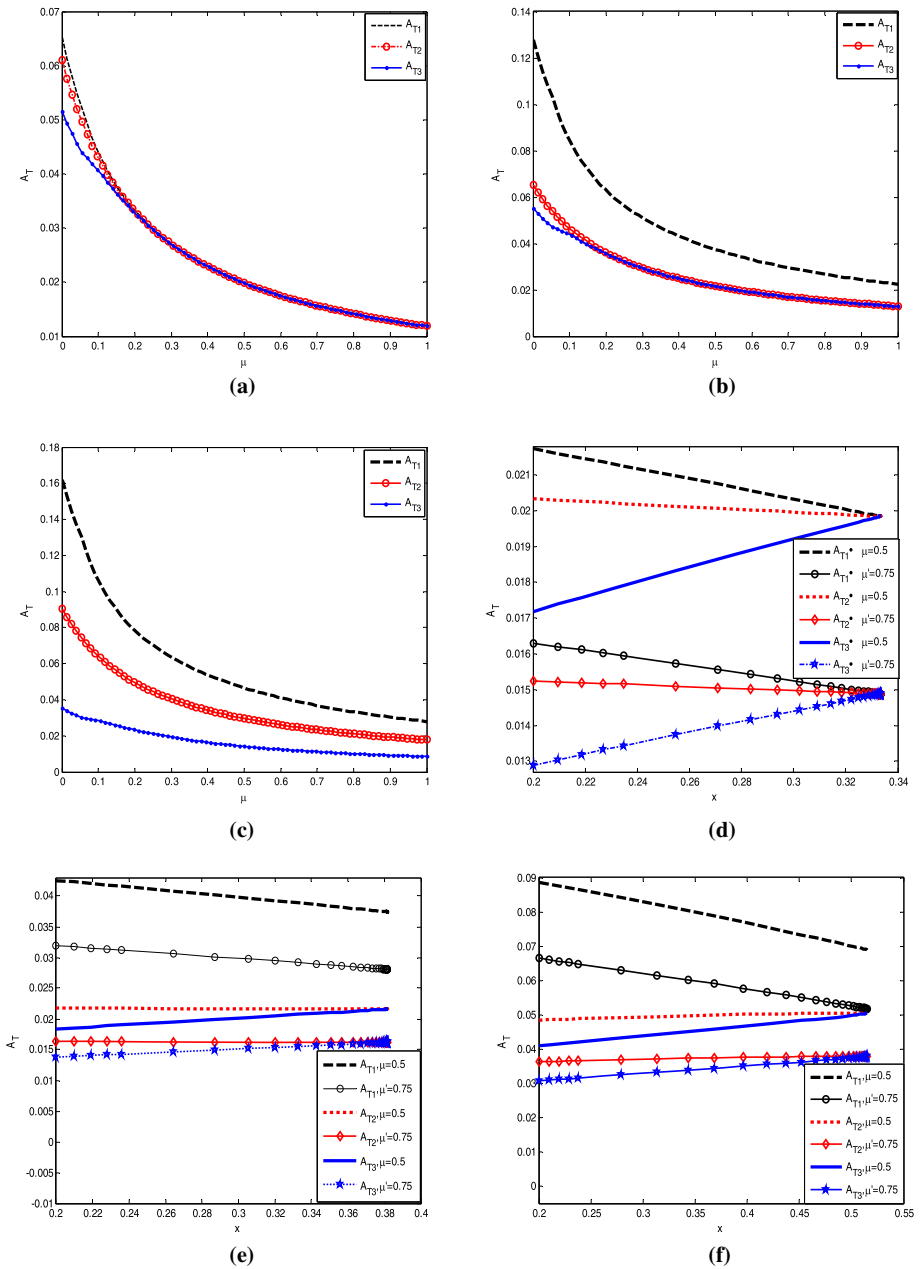 0.07
0.06
0.05
0.04
0.03
0.02
0.01
A_T
0 0.1 0.2 0.3 0.4 0.5 0.6 0.7 0.8 0.9 1
μ
A_T1
A_T2
A_T3
(a)
0.14
0.12
0.1
0.08
0.06
0.04
0.02
0
A_T
0 0.1 0.2 0.3 0.4 0.5 0.6 0.7 0.8 0.9 1
μ
A_T1
A_T2
A_T3
(b)
0.18
0.16
0.14
0.12
0.1
0.08
0.06
0.04
0.02
0
A_T
0 0.1 0.2 0.3 0.4 0.5 0.6 0.7 0.8 0.9 1
μ
A_T1
A_T2
A_T3
(c)
0.021
0.02
0.019
0.018
0.017
0.016
0.015
0.014
0.013
A_T
0.2 0.22 0.24 0.26 0.28 0.3 0.32 0.34
x
A_T1• μ=0.5
A_T1• μ'=0.75
A_T2• μ=0.5
A_T2• μ'=0.75
A_T3• μ=0.5
A_T3• μ'=0.75
(d)
0.04
0.035
0.03
0.025
0.02
0.015
0.01
0.005
0
-0.005
-0.01
A_T
0.2 0.22 0.24 0.26 0.28 0.3 0.32 0.34 0.36 0.38 0.4
x
A_T1,μ=0.5
A_T1,μ'=0.75
A_T2,μ=0.5
A_T2,μ'=0.75
A_T3,μ=0.5
A_T3,μ'=0.75
(e)
0.09
0.08
0.07
0.06
0.05
0.04
0.03
0.02
0.01
0
A_T
0.2 0.25 0.3 0.35 0.4 0.45 0.5 0.55
x
A_T1,μ=0.5
A_T1,μ'=0.75
A_T2,μ=0.5
A_T2,μ'=0.75
A_T3,μ=0.5
A_T3,μ'=0.75
(f)